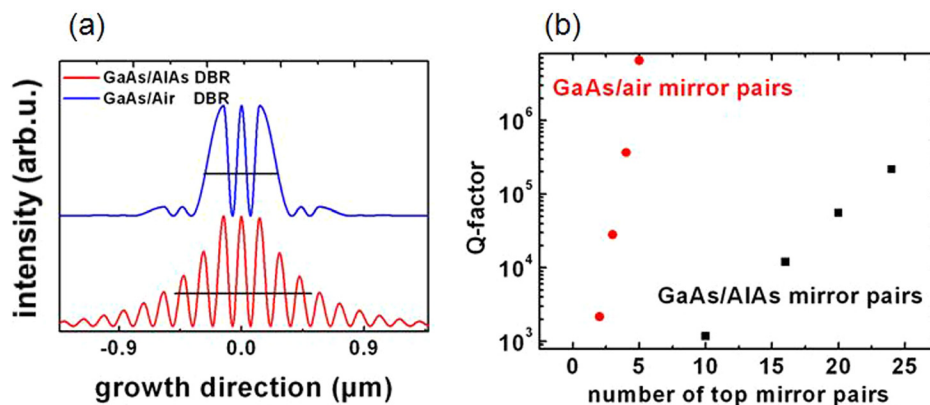 (a)
GaAs/AlAs DBR
GaAs/Air DBR
intensity (arb.u.)
-0.9
0.0
0.9
growth direction (μm)
(b)
GaAs/air mirror pairs
GaAs/AlAs mirror pairs
Q-factor
10⁶
10⁵
10⁴
10³
0
5
10
15
20
25
number of top mirror pairs